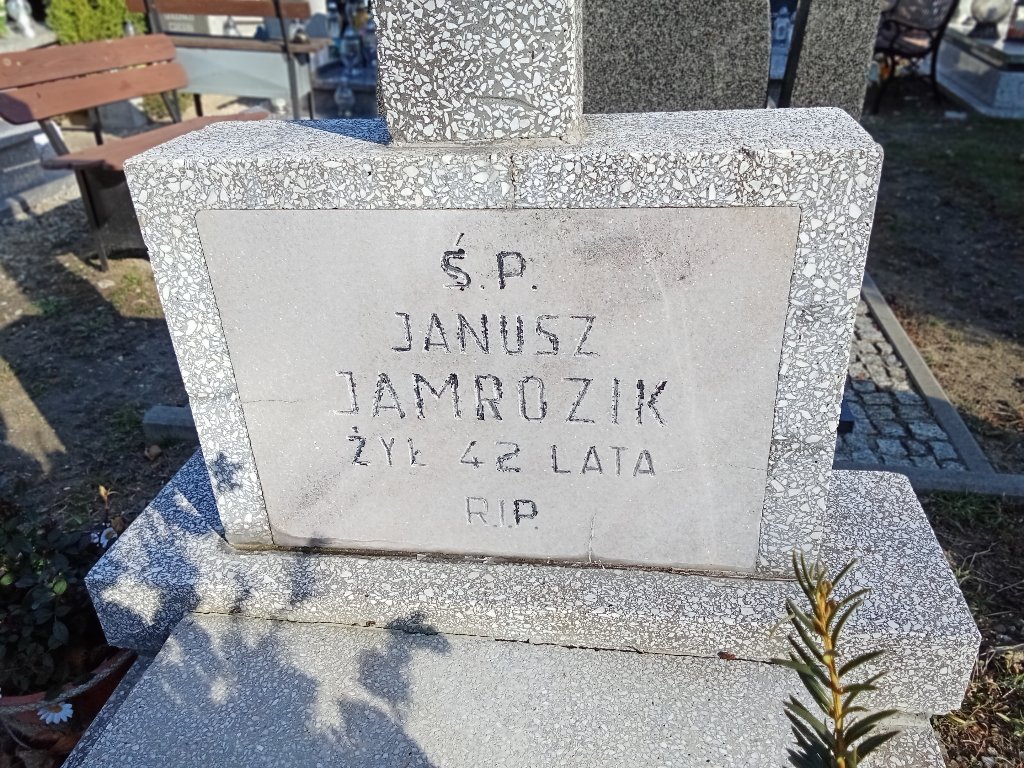 Ś.P.
JANUSZ
JAMROZIK
ŻYŁ 42 LATA
R.I.P.